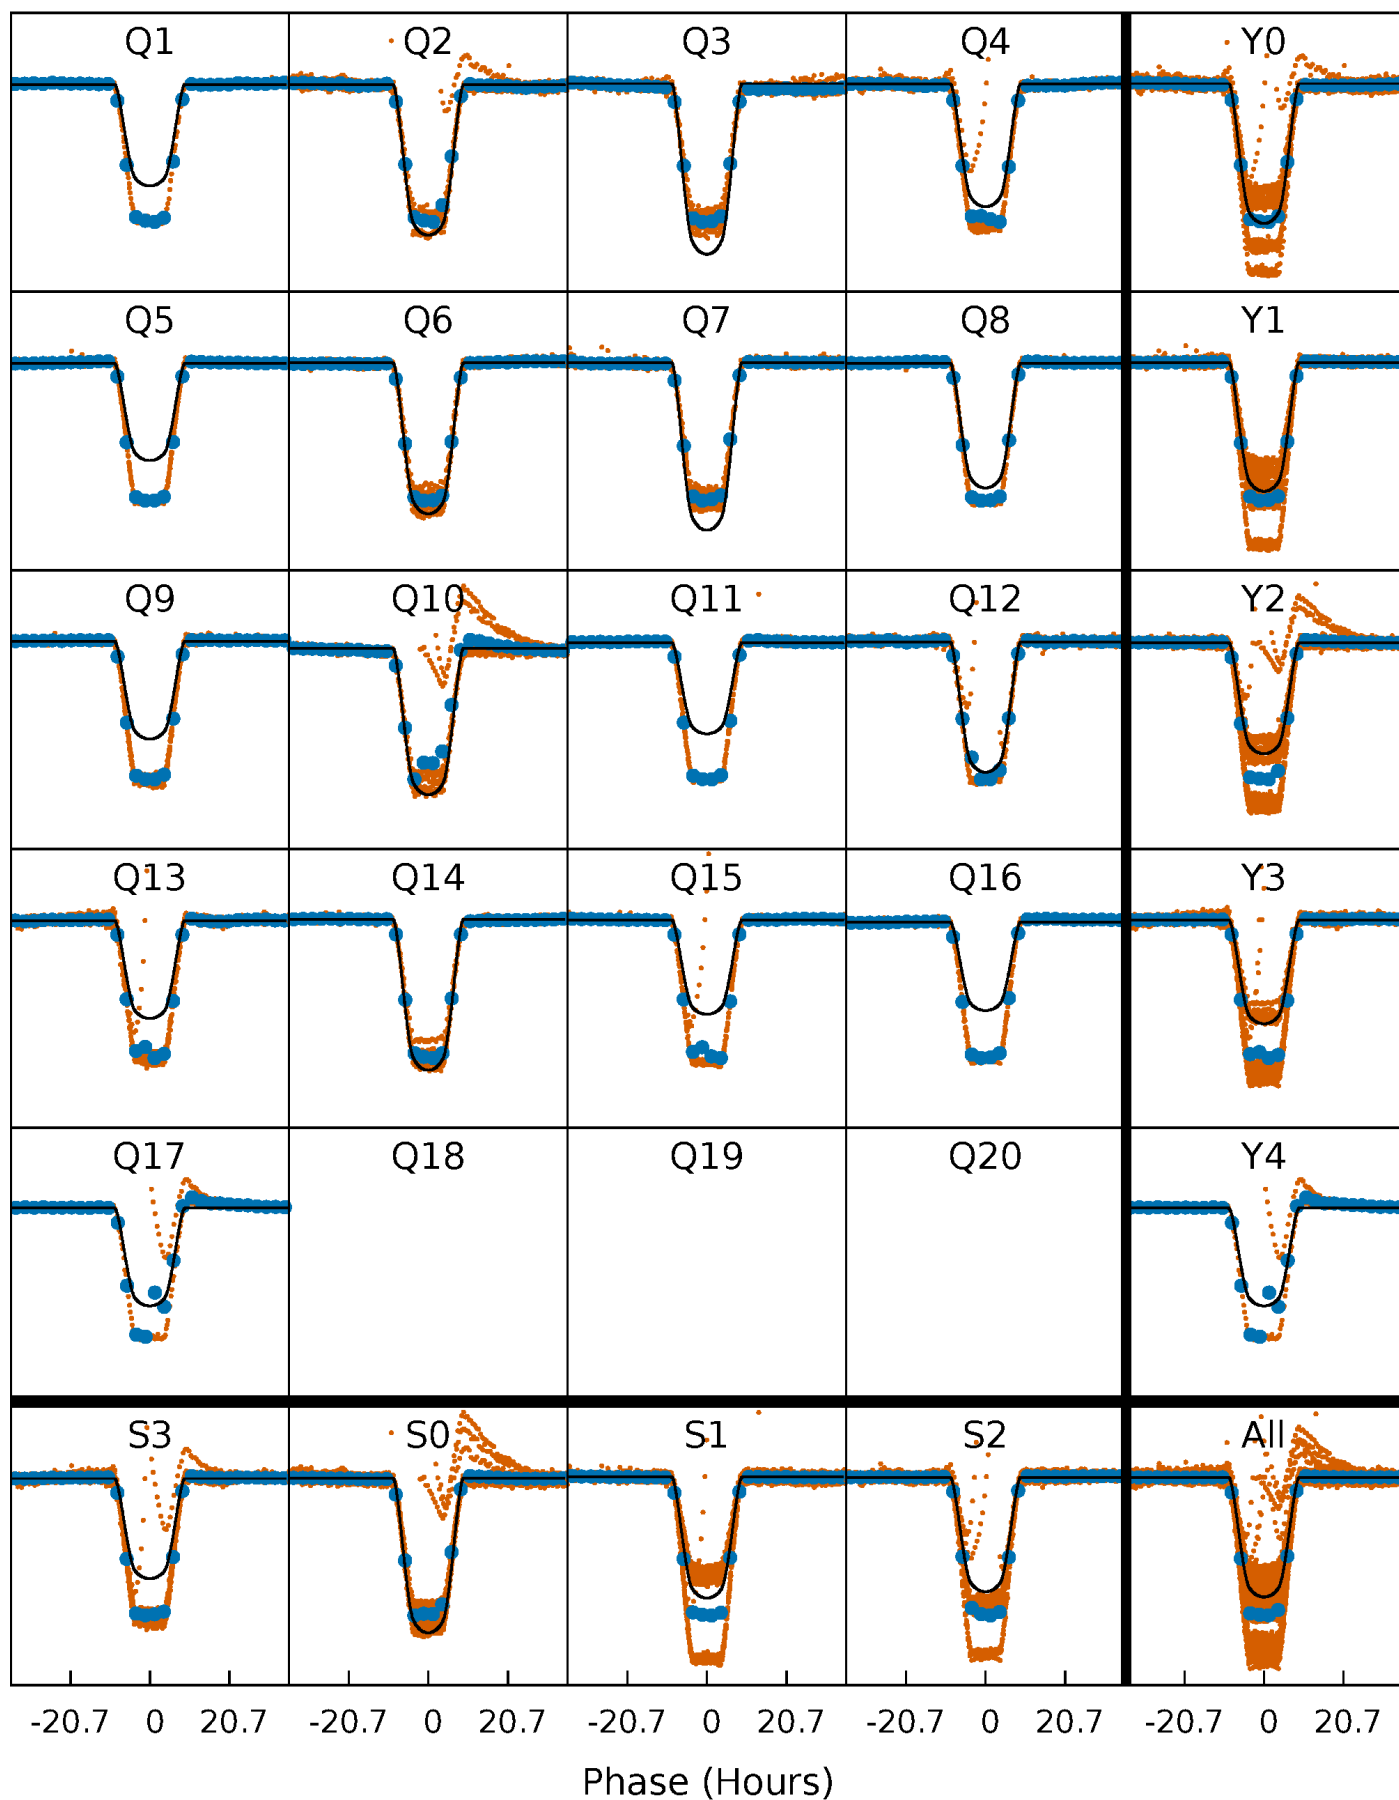 Q1 Q2 Q3 Q4 Y0
Q5 Q6 Q7 Q8 Y1
Q9 Q10 Q11 Q12 Y2
Q13 Q14 Q15 Q16 Y3
Q17 Q18 Q19 Q20 Y4
S3 S0 S1 S2 All
-20.7 0 20.7 -20.7 0 20.7 -20.7 0 20.7 -20.7 0 20.7 -20.7 0 20.7
Phase (Hours)